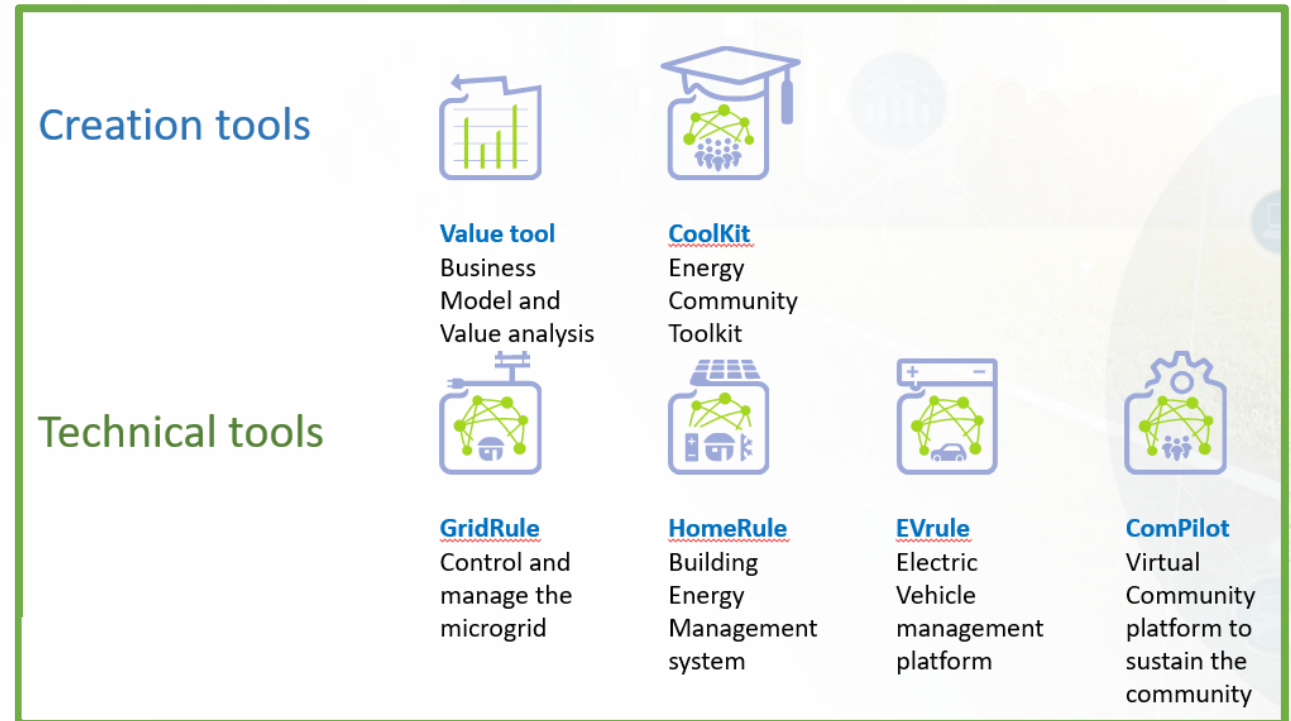 Creation tools
Value tool
Business
Model and
Value analysis
CoolKit
Energy
Community
Toolkit
Technical tools
GridRule
Control and
manage the
microgrid
HomeRule
Building
Energy
Management
system
EVrule
Electric
Vehicle
management
platform
ComPilot
Virtual
Community
platform to
sustain the
community